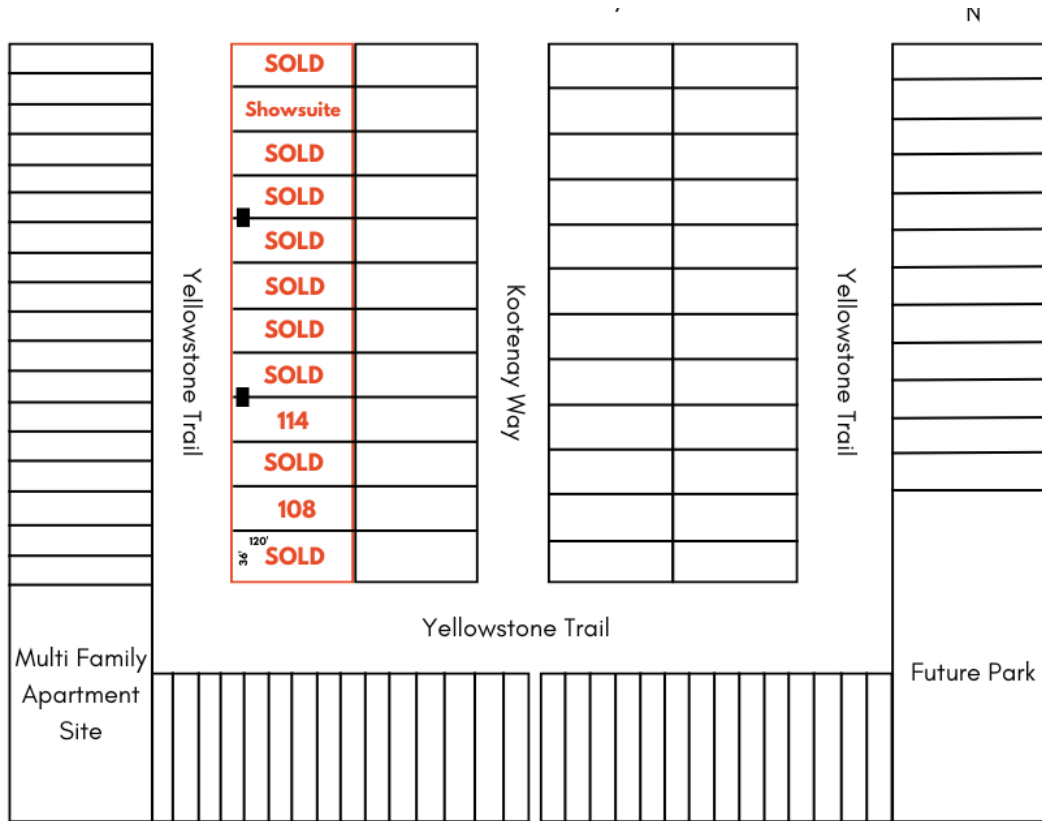 N
SOLD
Showsuite
SOLD
SOLD
SOLD
SOLD
SOLD
SOLD
114
SOLD
108
120'
36'
SOLD
Yellowstone Trail
Kootenay Way
Yellowstone Trail
Yellowstone Trail
Multi Family
Apartment
Site
Future Park